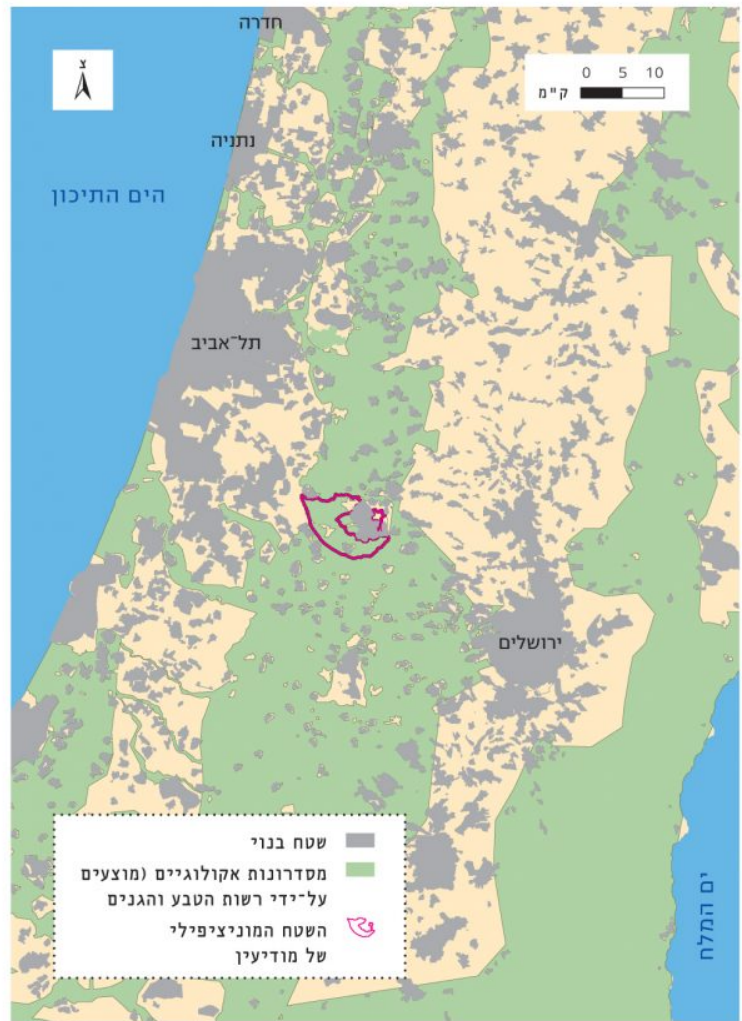 חדרה
צ
0 5 10
ק"מ
נתניה
הים התיכון
תל־אביב
ירושלים
ים המלח
שטח בנוי
מסדרונות אקולוגיים (מוצעים
על־ידי רשות הטבע והגנים
השטח המוניציפילי
של מודיעין